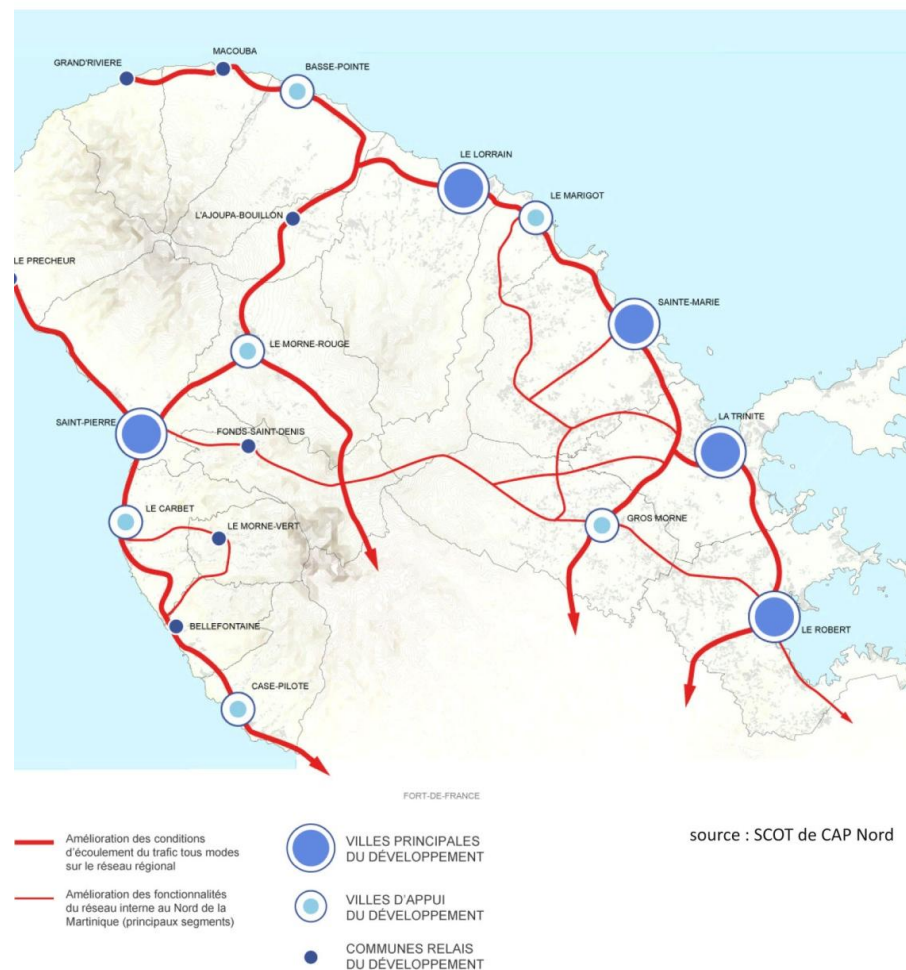 MACOUBA
GRAND'RIVIERE
BASSE-POINTE
LE LORRAIN
LE MARIGOT
L'AJOUPA-BOUILLON
LE PRECHEUR
SAINTE-MARIE
LE MORNE-ROUGE
LA TRINITE
SAINT-PIERRE
FONDS-SAINT-DENIS
LE CARBET
LE MORNE-VERT
GROS MORNE
BELLEFONTAINE
LE ROBERT
CASE-PILOTE
FORT-DE-FRANCE
Amélioration des conditions
d'écoulement du trafic tous modes
sur le réseau régional
Amélioration des fonctionnalités
du réseau interne au Nord de la
Martinique (principaux segments)
VILLES PRINCIPALES
DU DÉVELOPPEMENT
VILLES D'APPUI
DU DÉVELOPPEMENT
COMMUNES RELAIS
DU DÉVELOPPEMENT
source : SCOT de CAP Nord